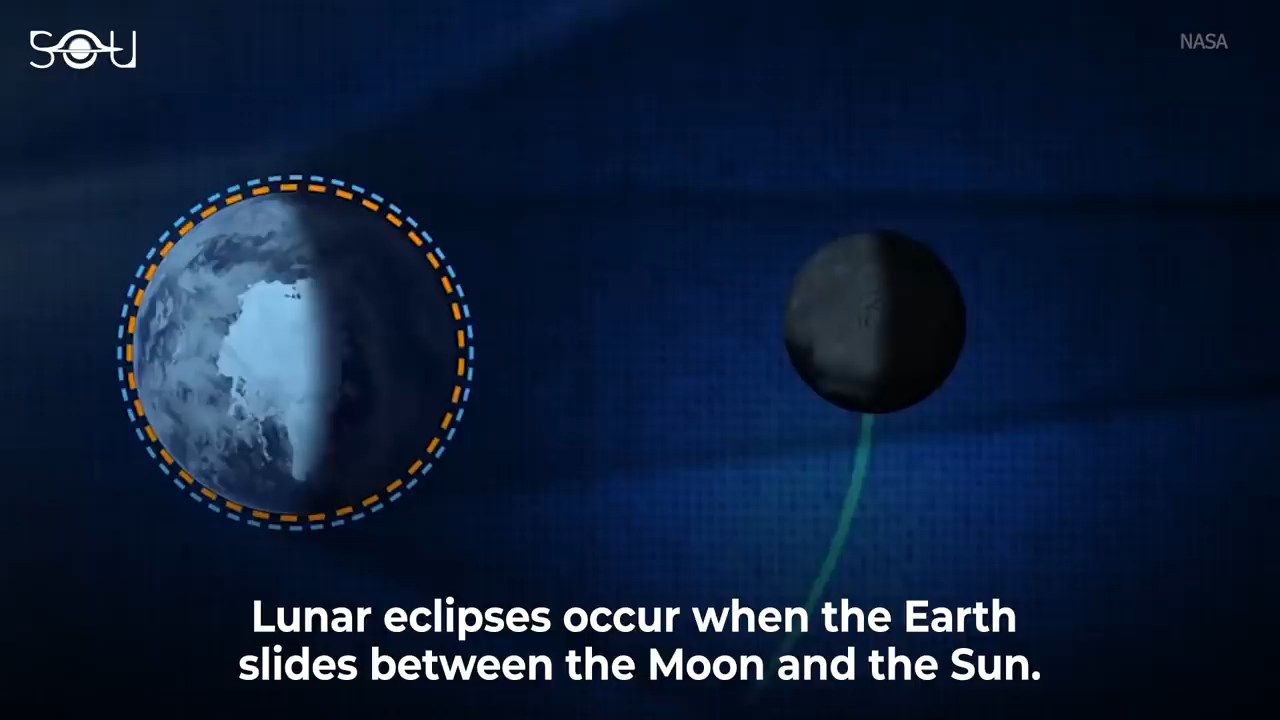 SOU
NASA
Lunar eclipses occur when the Earth
slides between the Moon and the Sun.